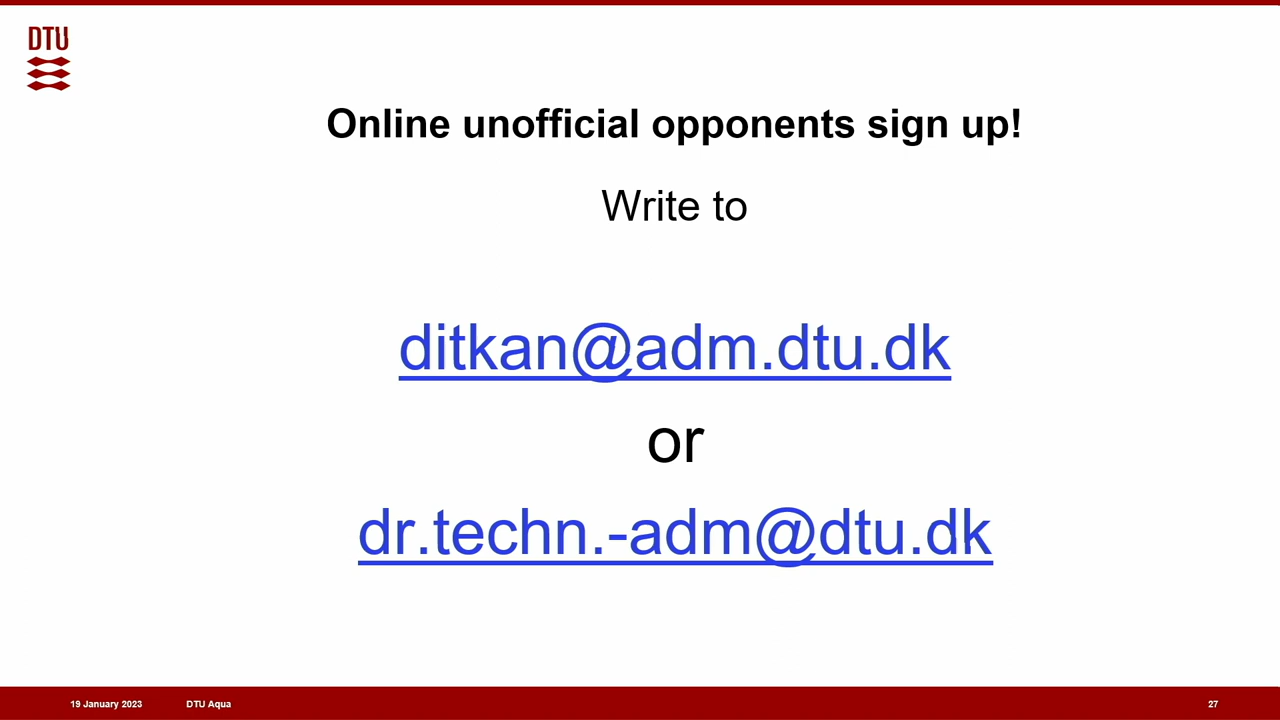 DTU
Online unofficial opponents sign up!
Write to
ditkan@adm.dtu.dk
or
dr.techn.-adm@dtu.dk
19 January 2023 DTU Aqua 27